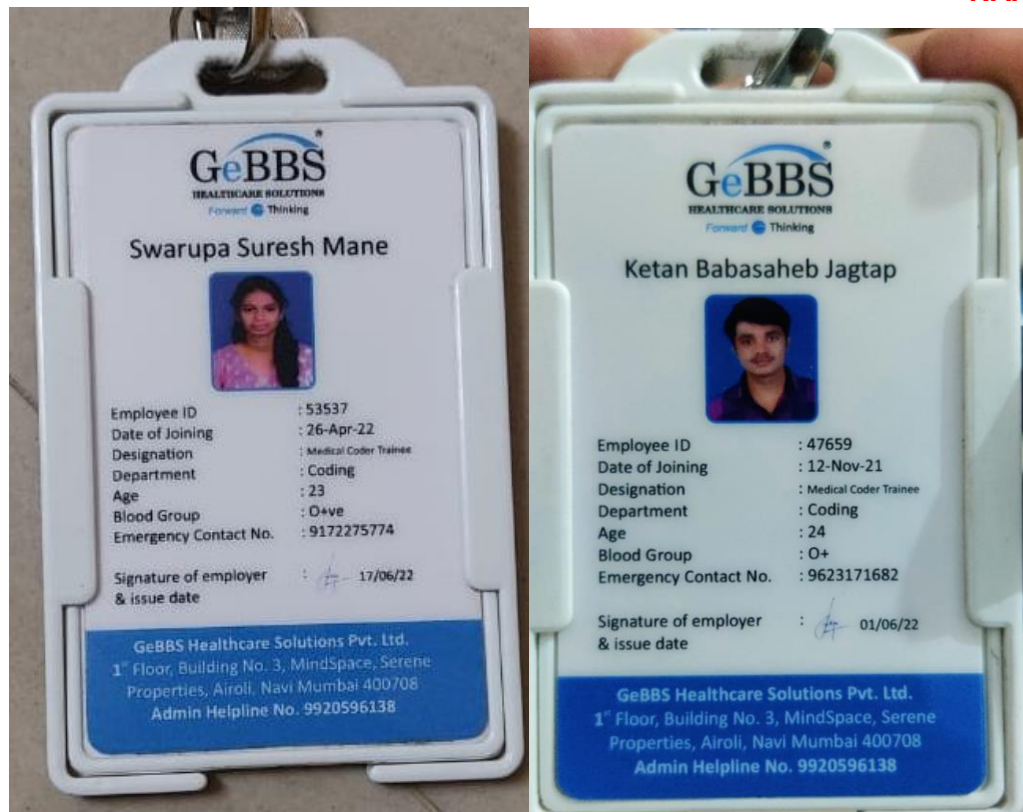 GeBBS
HEALTHCARE SOLUTIONS
Forward Thinking
Swarupa Suresh Mane
Employee ID : 53537
Date of Joining : 26-Apr-22
Designation : Medical Coder Trainee
Department : Coding
Age : 23
Blood Group : O+ve
Emergency Contact No. : 9172275774
Signature of employer : 17/06/22
& issue date
GeBBS Healthcare Solutions Pvt. Ltd.
1st Floor, Building No. 3, MindSpace, Serene
Properties, Airoli, Navi Mumbai 400708
Admin Helpline No. 9920596138
GeBBS
HEALTHCARE SOLUTIONS
Forward Thinking
Ketan Babasaheb Jagtap
Employee ID : 47659
Date of Joining : 12-Nov-21
Designation : Medical Coder Trainee
Department : Coding
Age : 24
Blood Group : O+
Emergency Contact No. : 9623171682
Signature of employer : 01/06/22
& issue date
GeBBS Healthcare Solutions Pvt. Ltd.
1st Floor, Building No. 3, MindSpace, Serene
Properties, Airoli, Navi Mumbai 400708
Admin Helpline No. 9920596138